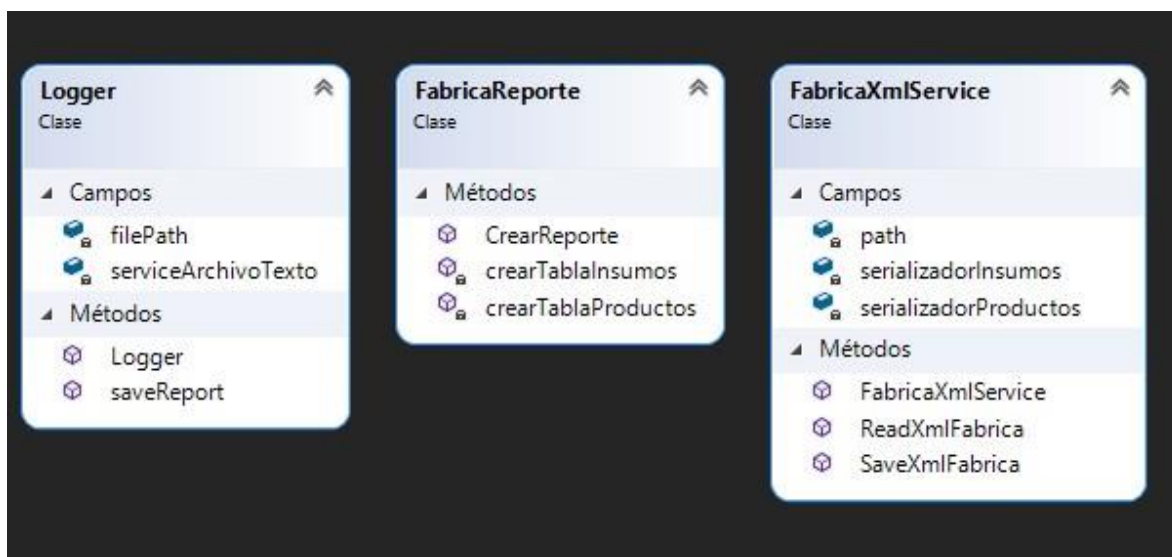 Logger
Clase
Campos
filePath
serviceArchivoTexto
Métodos
Logger
saveReport
FabricaReporte
Clase
Métodos
CrearReporte
crearTablaInsumos
crearTablaProductos
FabricaXmlService
Clase
Campos
path
serializadorInsumos
serializadorProductos
Métodos
FabricaXmlService
ReadXmlFabrica
SaveXmlFabrica